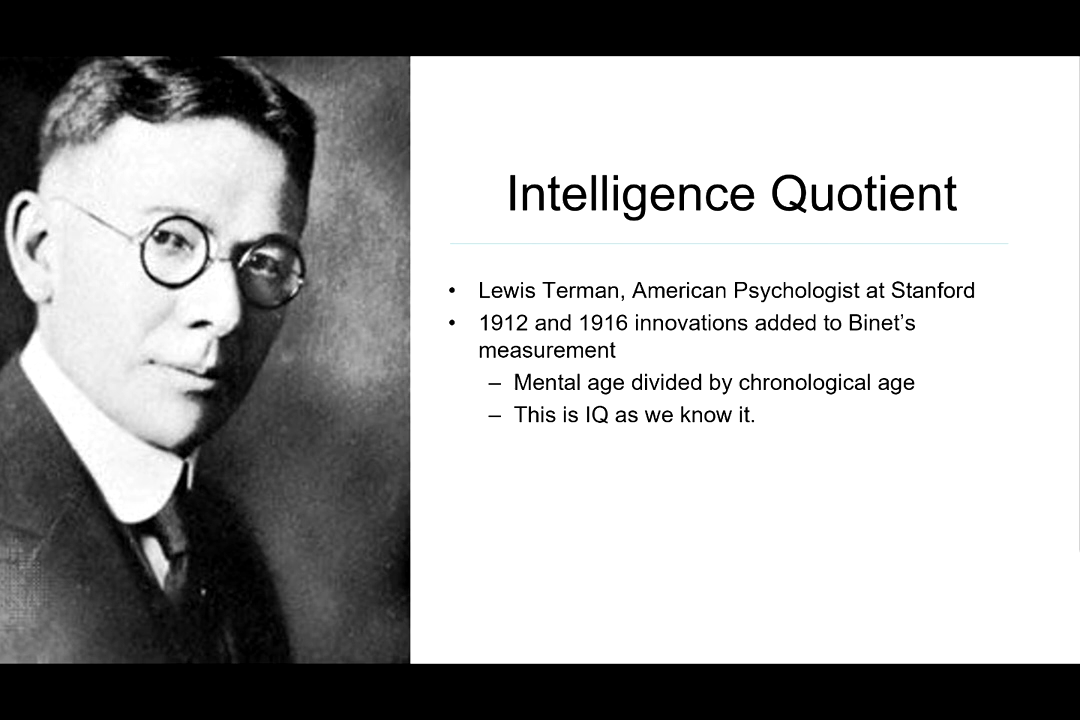 Intelligence Quotient
• Lewis Terman, American Psychologist at Stanford
• 1912 and 1916 innovations added to Binet’s
measurement
– Mental age divided by chronological age
– This is IQ as we know it.